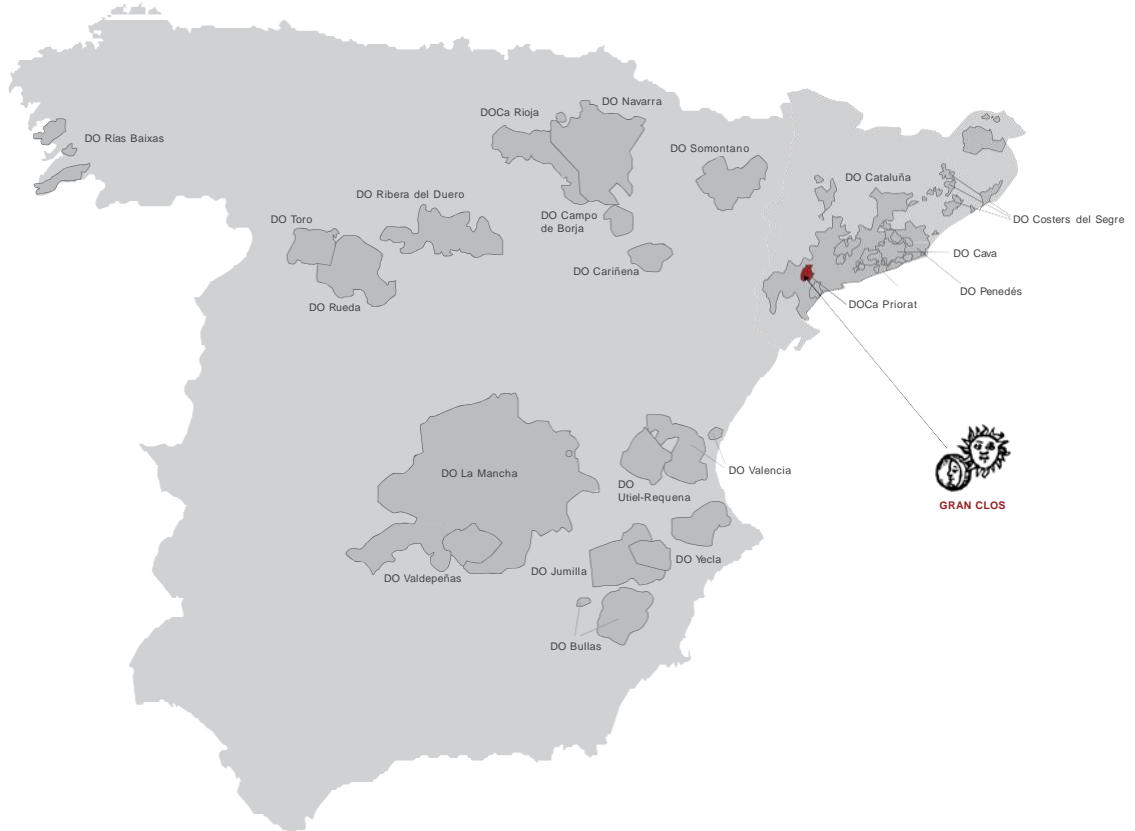 DO Navarra
DOCa Rioja
DO Rías Baixas
DO Somontano
DO Cataluña
DO Ribera del Duero
DO Toro
DO Campo
de Borja
DO Costers del Segre
DO Cava
DO Cariñena
DO Penedés
DO Rueda
DOCa Priorat
DO La Mancha
DO Valencia
DO
Utiel-Requena
GRAN CLOS
DO Yecla
DO Jumilla
DO Valdepeñas
DO Bullas